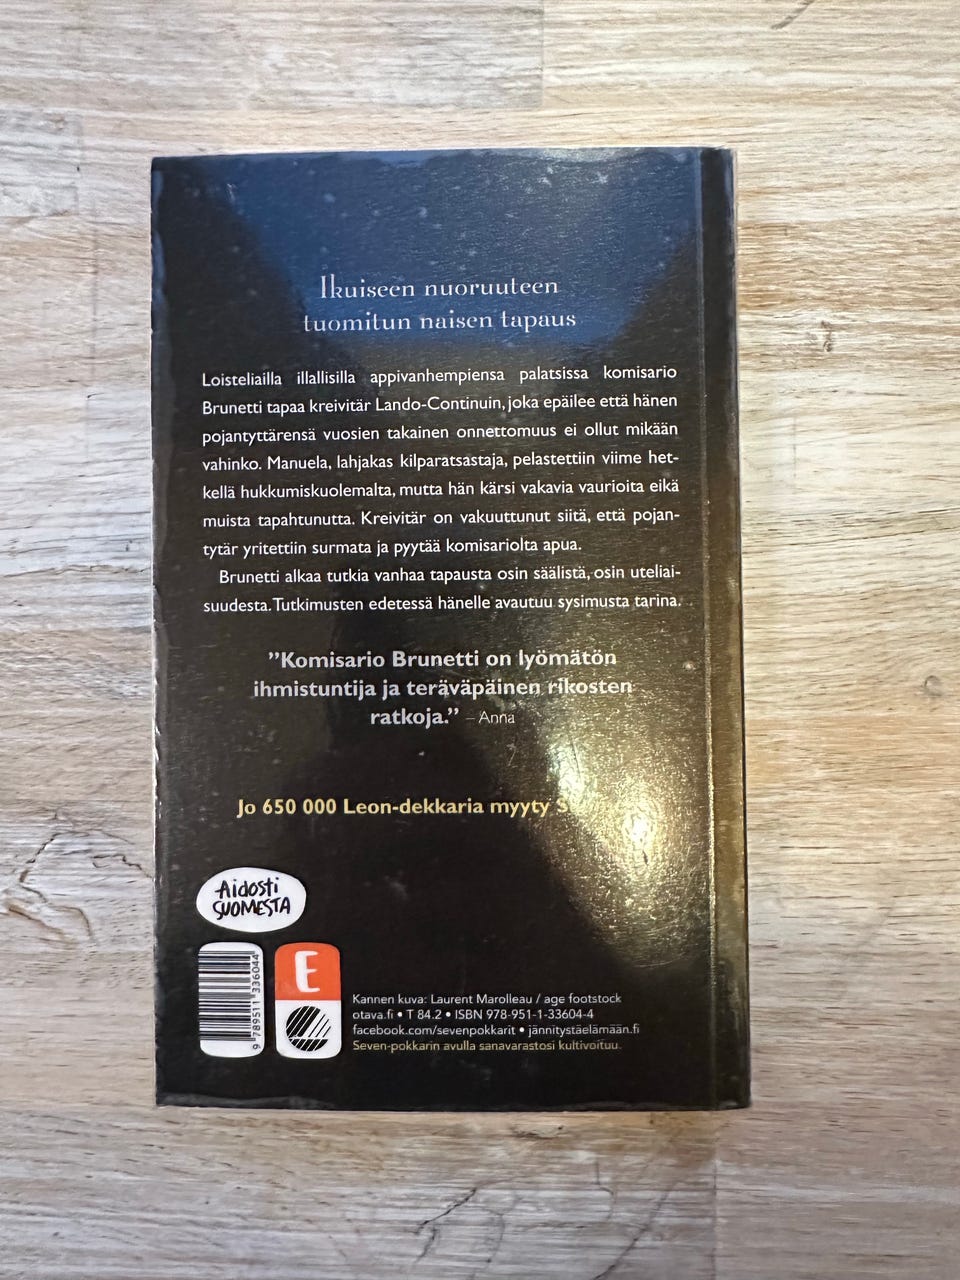 Ikuiseen nuoruuteen
tuomitun naisen tapaus
Loisteliailla illallisilla appivanhempiensa palatsissa komisario
Brunetti tapaa kreivitär Lando-Continuin, joka epäilee että hänen
pojantyttärensä vuosien takainen onnettomuus ei ollut mikään
vahinko. Manuela, lahjakas kilparatsastaja, pelastettiin viime het-
kellä hukkumiskuolemalta, mutta hän kärsi vakavia vaurioita eikä
muista tapahtunutta. Kreivitär on vakuuttunut siitä, että pojan-
tytär yritettiin surmata ja pyytää komisariolta apua.
Brunetti alkaa tutkia vanhaa tapausta osin säälistä, osin uteliai-
suudesta. Tutkimusten edetessä hänelle avautuu sysimusta tarina.
”Komisario Brunetti on lyömätön
ihmistuntija ja teräväpäinen rikosten
ratkoja.” – Anna
Jo 650 000 Leon-dekkaria myyty
Aidosti
SUOMESTA
9 789511 336044
E
Kannen kuva: Laurent Marolleau / age footstock
otava.fi • T 84.2 • ISBN 978-951-1-33604-4
facebook.com/sevenpokkarit • jännitystäelämään.fi
Seven-pokkarin avulla sanavarastosi kultivoituu.